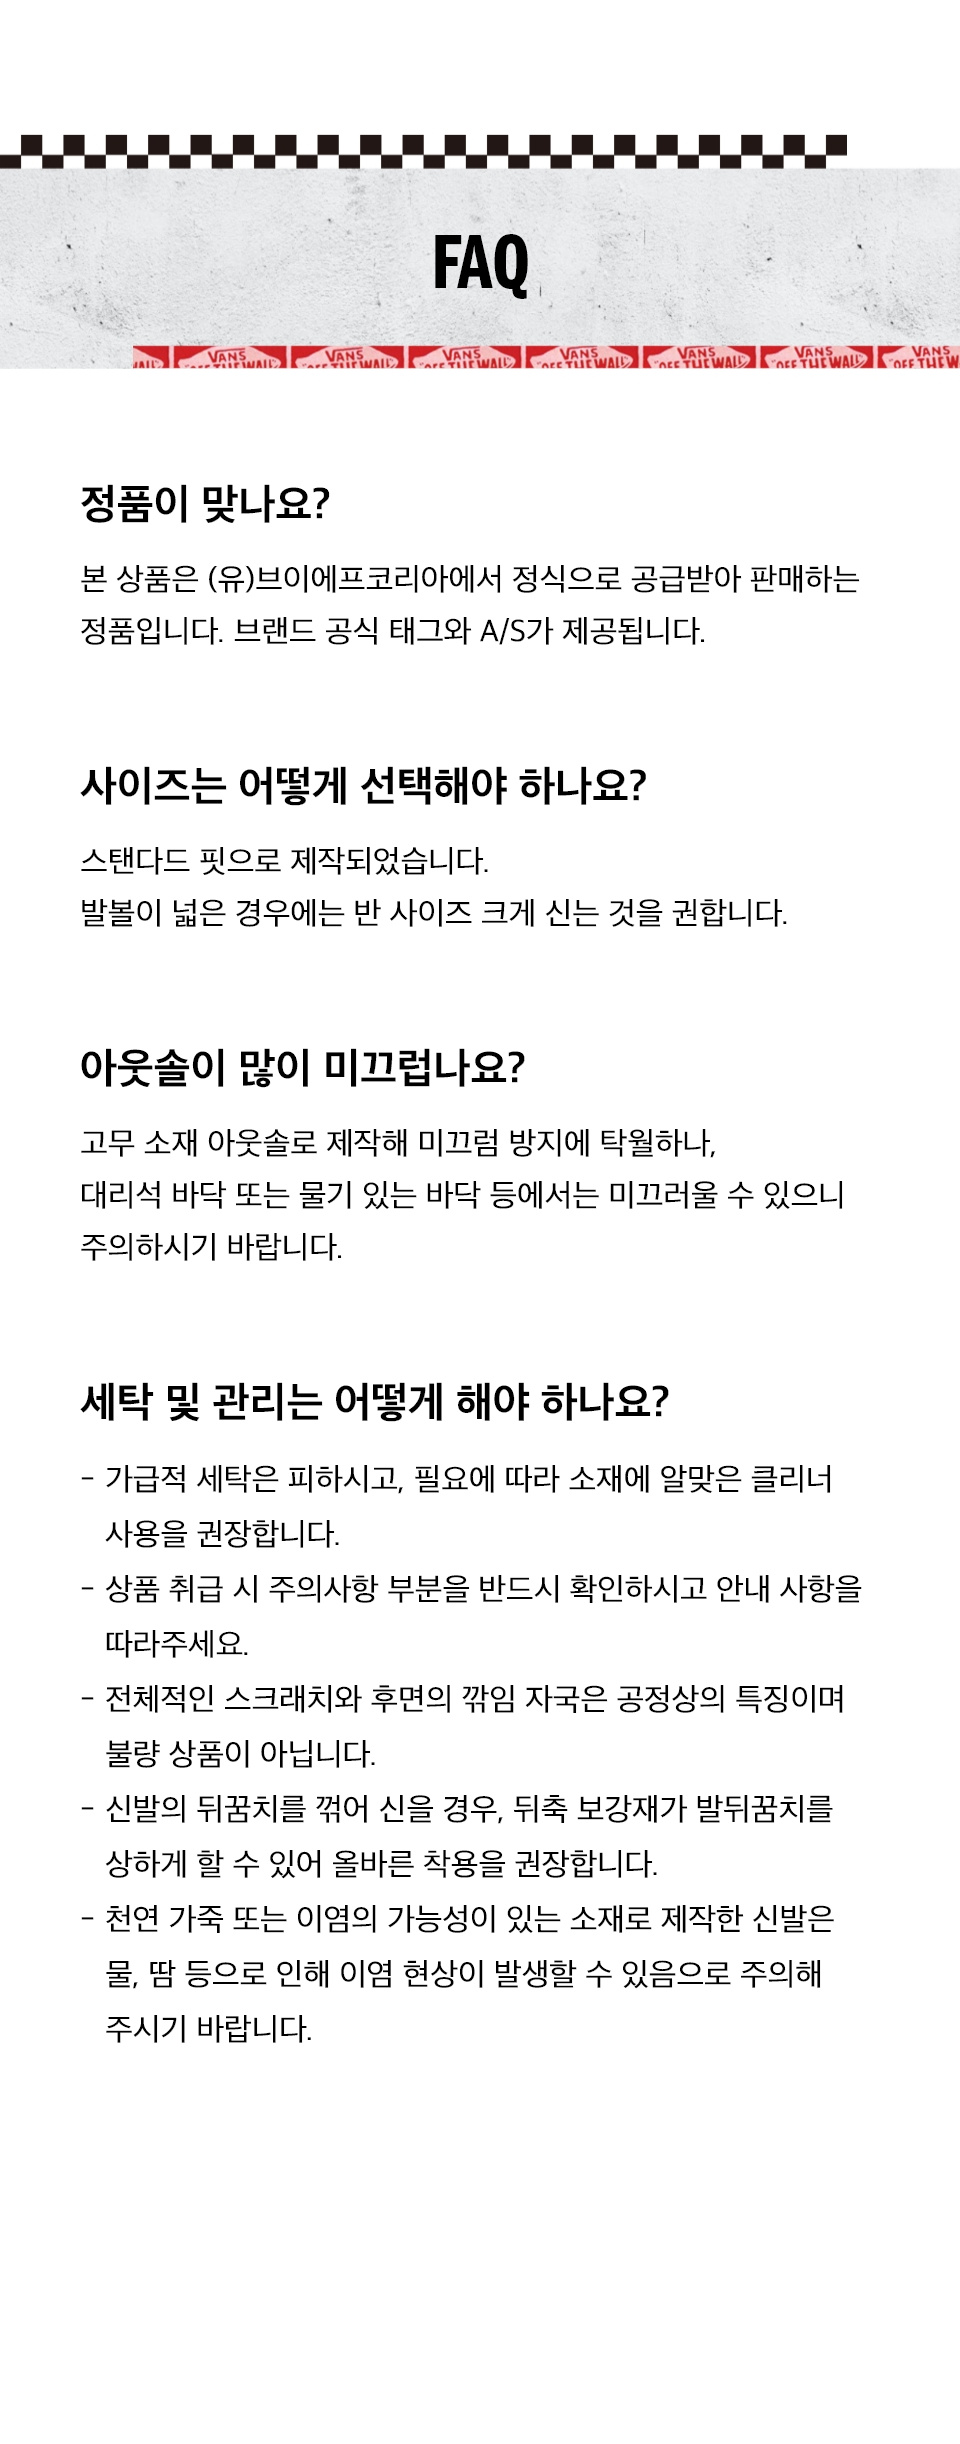 FAQ
VANS VANS VANS VANS VANS VANS VANS
"OFF THE WALL "OFF THE WALL "OFF THE WALL "OFF THE WALL "OFF THE WALL "OFF THE WALL
정품이 맞나요?
본 상품은 (유)브이에프코리아에서 정식으로 공급받아 판매하는
정품입니다. 브랜드 공식 태그와 A/S가 제공됩니다.
사이즈는 어떻게 선택해야 하나요?
스탠다드 핏으로 제작되었습니다.
발볼이 넓은 경우에는 반 사이즈 크게 신는 것을 권합니다.
아웃솔이 많이 미끄럽나요?
고무 소재 아웃솔로 제작해 미끄럼 방지에 탁월하나,
대리석 바닥 또는 물기 있는 바닥 등에서는 미끄러울 수 있으니
주의하시기 바랍니다.
세탁 및 관리는 어떻게 해야 하나요?
- 가급적 세탁은 피하시고, 필요에 따라 소재에 알맞은 클리너
사용을 권장합니다.
- 상품 취급 시 주의사항 부분을 반드시 확인하시고 안내 사항을
따라주세요.
- 전체적인 스크래치와 후면의 깎임 자국은 공정상의 특징이며
불량 상품이 아닙니다.
- 신발의 뒤꿈치를 꺾어 신을 경우, 뒤축 보강재가 발뒤꿈치를
상하게 할 수 있어 올바른 착용을 권장합니다.
- 천연 가죽 또는 이염의 가능성이 있는 소재로 제작한 신발은
물, 땀 등으로 인해 이염 현상이 발생할 수 있음으로 주의해
주시기 바랍니다.